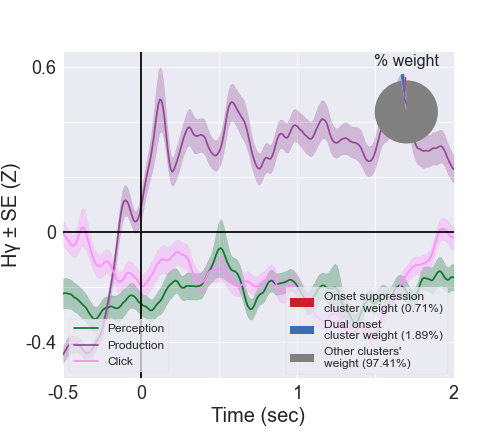 % weight
0.6
0
-0.4
Hγ ± SE (Z)
Perception
Production
Click
Onset suppression
cluster weight (0.71%)
Dual onset
cluster weight (1.89%)
Other clusters'
weight (97.41%)
-0.5
0
1
2
Time (sec)